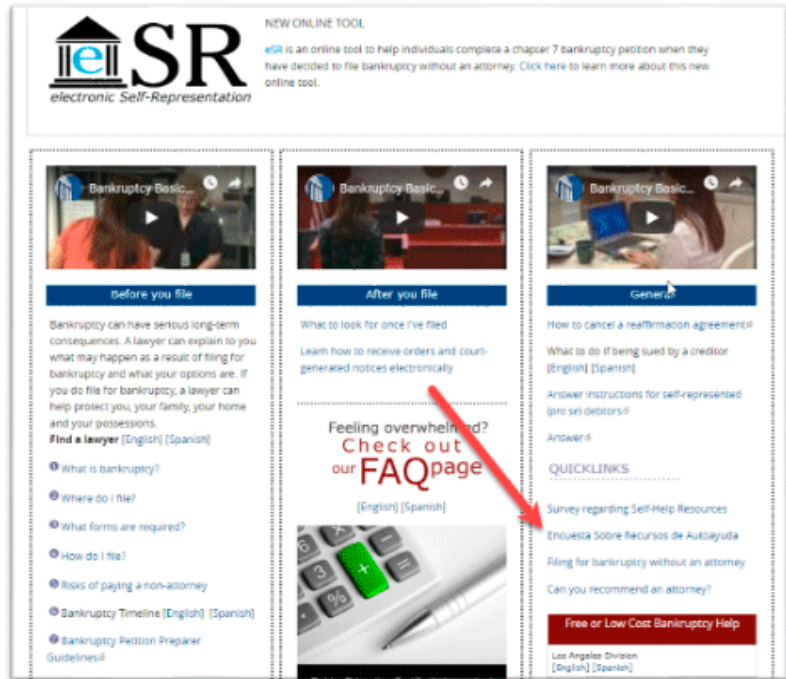 NEW ONLINE TOOL
eSR
electronic Self-Representation
eSR is an online tool to help individuals complete a chapter 7 bankruptcy petition when they
have decided to file bankruptcy without an attorney. Click here to learn more about this new
online tool.
Bankruptcy Basic...
Before you file
Bankruptcy can have serious long-term
consequences. A lawyer can explain to you
what may happen as a result of filing for
bankruptcy and what your options are. If
you do file for bankruptcy, a lawyer can
help protect you, your family, your home
and your possessions.
Find a lawyer [English] [Spanish]
1 What is bankruptcy?
2 Where do I file?
3 What forms are required?
4 How do I file?
5 Risks of paying a non-attorney
6 Bankruptcy Timeline [English] [Spanish]
7 Bankruptcy Petition Preparer
Guidelines
Bankruptcy Basic...
After you file
What to look for once I've filed
Learn how to receive orders and court-
generated notices electronically
Feeling overwhelmed?
Check out
our FAQ page
[English] [Spanish]
Bankruptcy Basic...
General
How to cancel a reaffirmation agreement
What to do if being sued by a creditor
[English] [Spanish]
Answer instructions for self-represented
(pro se) debtors
Answer
QUICKLINKS
Survey regarding Self-Help Resources
Encuesta Sobre Recursos de Autoayuda
Filing for bankruptcy without an attorney
Can you recommend an attorney?
Free or Low Cost Bankruptcy Help
Los Angeles Division
[English] [Spanish]